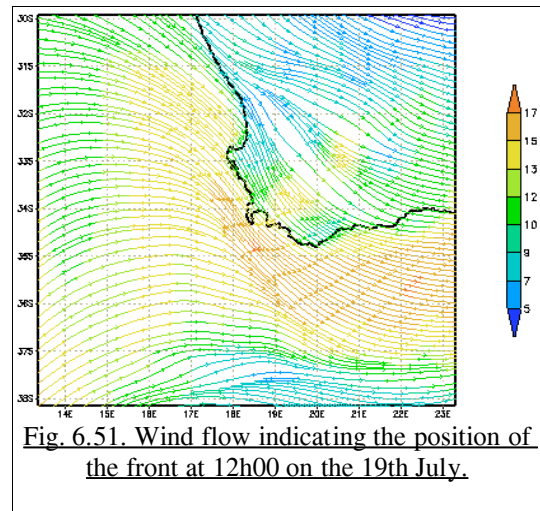 30S
31S
32S
33S
34S
35S
36S
37S
38S
14E 15E 16E 17E 18E 19E 20E 21E 22E 23E
17
15
13
12
10
9
7
5
Fig. 6.51. Wind flow indicating the position of
the front at 12h00 on the 19th July.